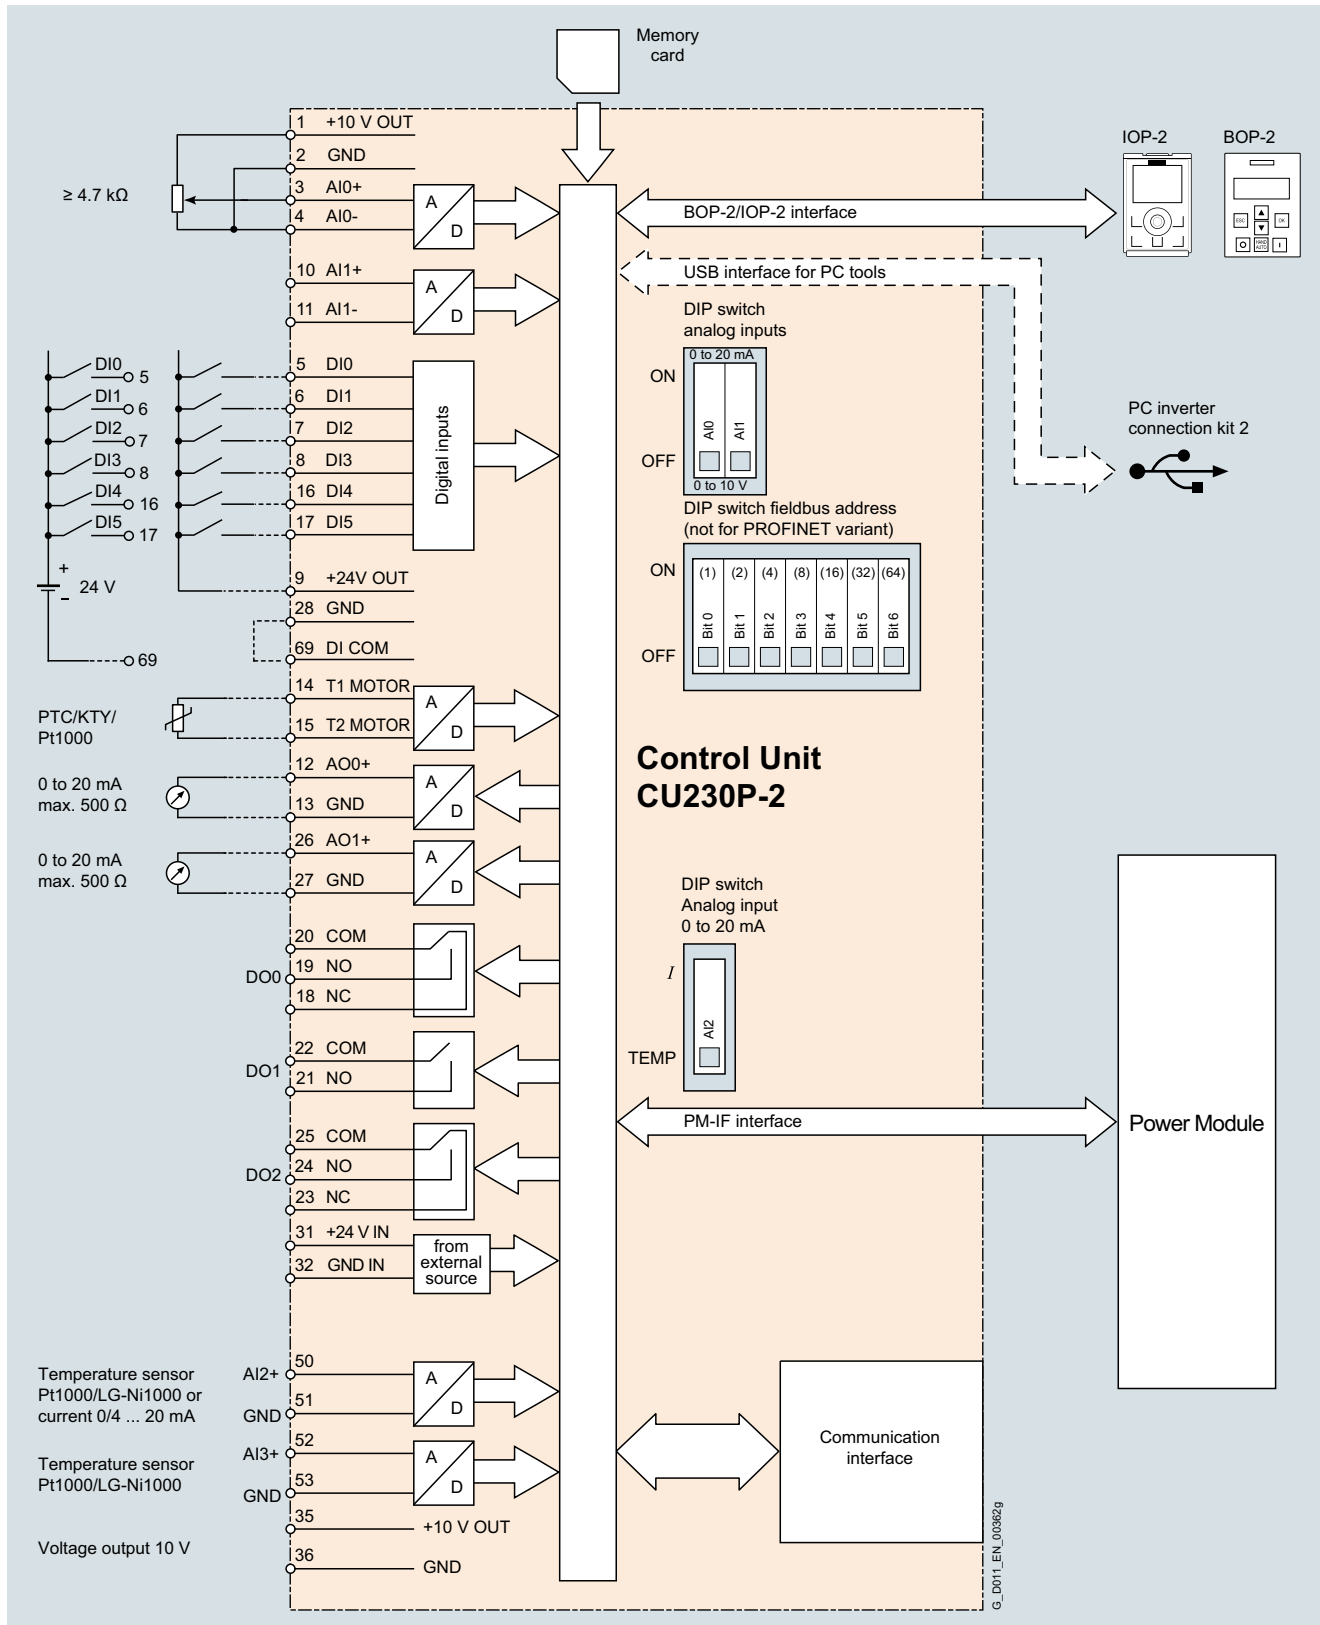 Memory
card
1 +10 V OUT
2 GND
3 AI0+
4 AI0-
≥ 4.7 kΩ
A
D
10 AI1+
11 AI1-
A
D
BOP-2/IOP-2 interface
IOP-2
BOP-2
ESC
OK
HAND
AUTO
USB interface for PC tools
PC inverter
connection kit 2
DIP switch
analog inputs
0 to 20 mA
ON
AI0
AI1
OFF
0 to 10 V
DIP switch fieldbus address
(not for PROFINET variant)
ON
(1) (2) (4) (8) (16) (32) (64)
Bit 0 Bit 1 Bit 2 Bit 3 Bit 4 Bit 5 Bit 6
OFF
DI0 5
DI1 6
DI2 7
DI3 8
DI4 16
DI5 17
+
24 V
–
69
5 DI0
6 DI1
7 DI2
8 DI3
16 DI4
17 DI5
Digital inputs
9 +24V OUT
28 GND
69 DI COM
14 T1 MOTOR
15 T2 MOTOR
PTC/KTY/
Pt1000
A
D
Control Unit
CU230P-2
12 AO0+
13 GND
0 to 20 mA
max. 500 Ω
A
D
26 AO1+
27 GND
0 to 20 mA
max. 500 Ω
A
D
DIP switch
Analog input
0 to 20 mA
I
AI2
TEMP
DO0
20 COM
19 NO
18 NC
DO1
22 COM
21 NO
DO2
25 COM
24 NO
23 NC
PM-IF interface
Power Module
31 +24 V IN
32 GND IN
from
external
source
Temperature sensor
Pt1000/LG-Ni1000 or
current 0/4 ... 20 mA
AI2+ 50
GND 51
A
D
Temperature sensor
Pt1000/LG-Ni1000
AI3+ 52
GND 53
A
D
Communication
interface
Voltage output 10 V
35 +10 V OUT
36 GND
G_D011_EN_00362g